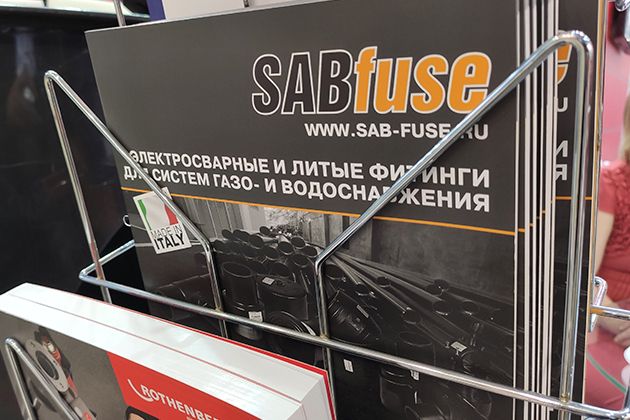 SABfuse
WWW.SAB-FUSE.RU
ЭЛЕКТРОСВАРНЫЕ И ЛИТЫЕ ФИТИНГИ
ДЛЯ СИСТЕМ ГАЗО- И ВОДОСНАБЖЕНИЯ
MADE IN
ITALY